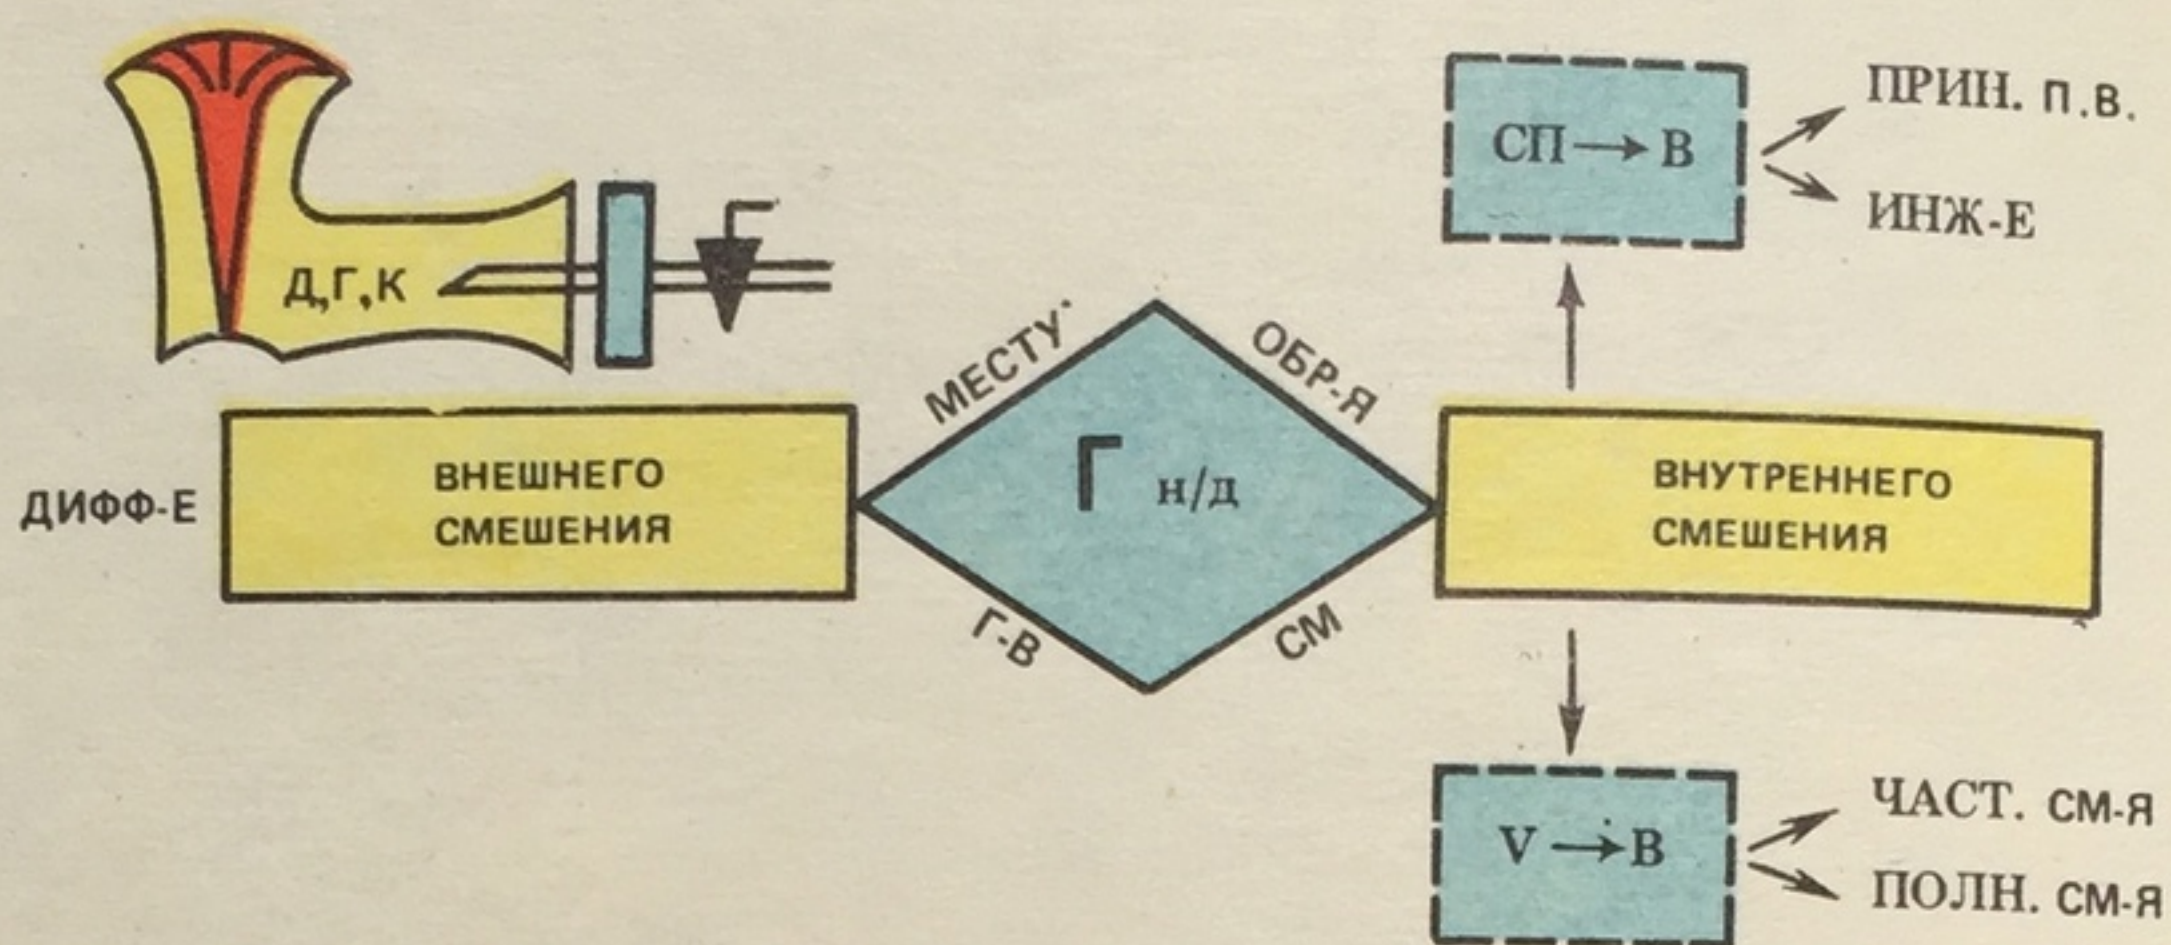 ПРИН. П.В.
СП → В
ИНЖ-Е
Д,Г,К
МЕСТУ
ОБР-Я
Г н/д
ДИФФ-Е
ВНЕШНЕГО
СМЕШЕНИЯ
ВНУТРЕННЕГО
СМЕШЕНИЯ
Г-В
СМ
V → В
ЧАСТ. СМ-Я
ПОЛН. СМ-Я